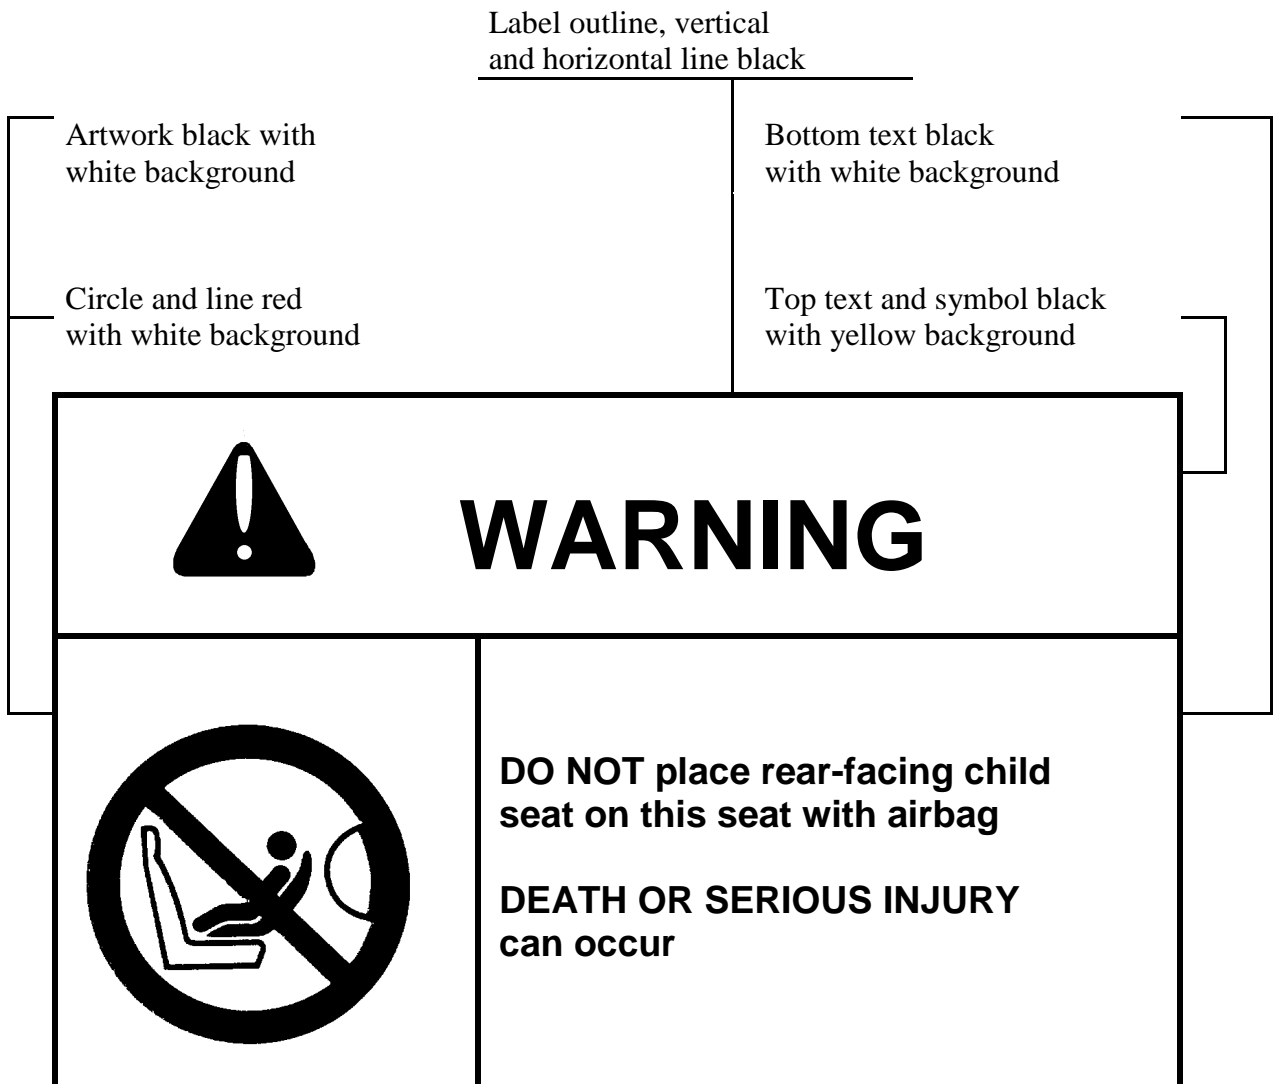 Label outline, vertical
and horizontal line black
Artwork black with
white background
Bottom text black
with white background
Circle and line red
with white background
Top text and symbol black
with yellow background
WARNING
DO NOT place rear-facing child
seat on this seat with airbag
DEATH OR SERIOUS INJURY
can occur